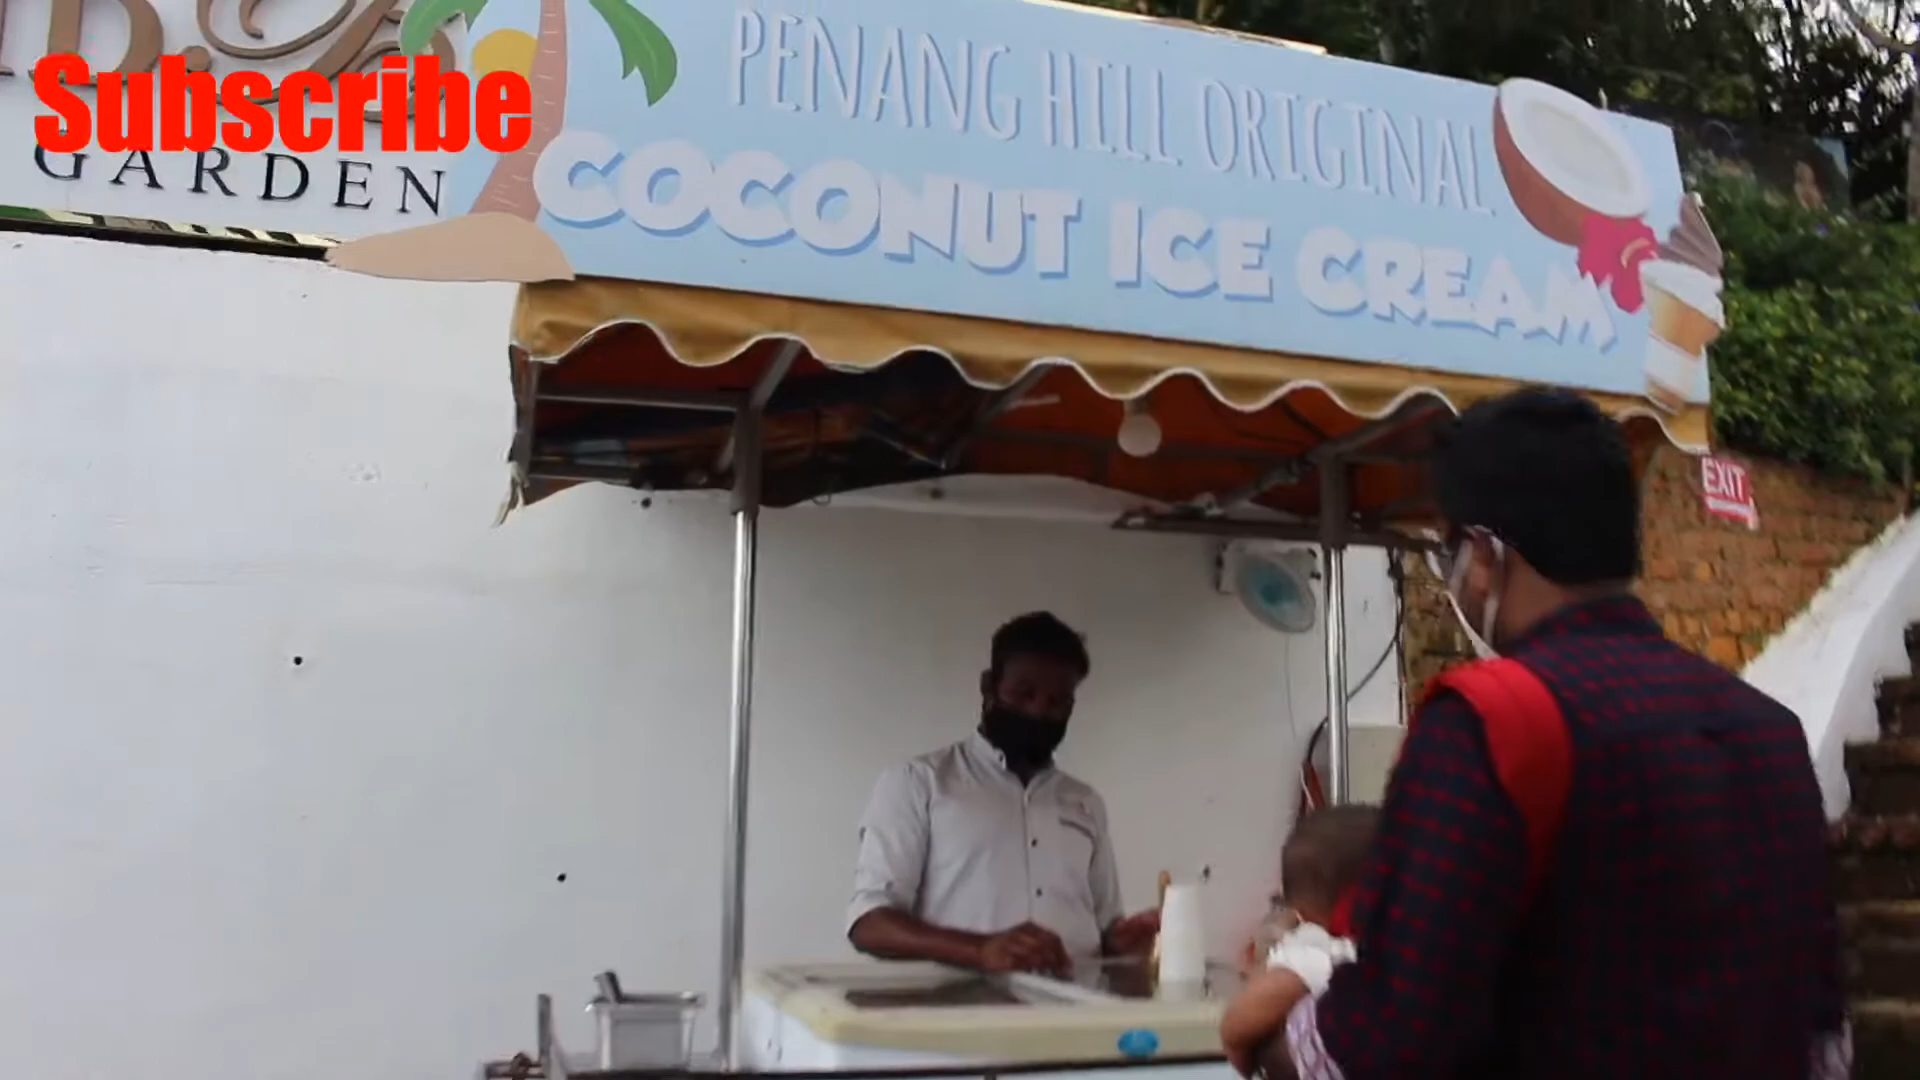 Subscribe
GARDEN
PENANG HILL ORIGINAL
COCONUT ICE CREAM
EXIT